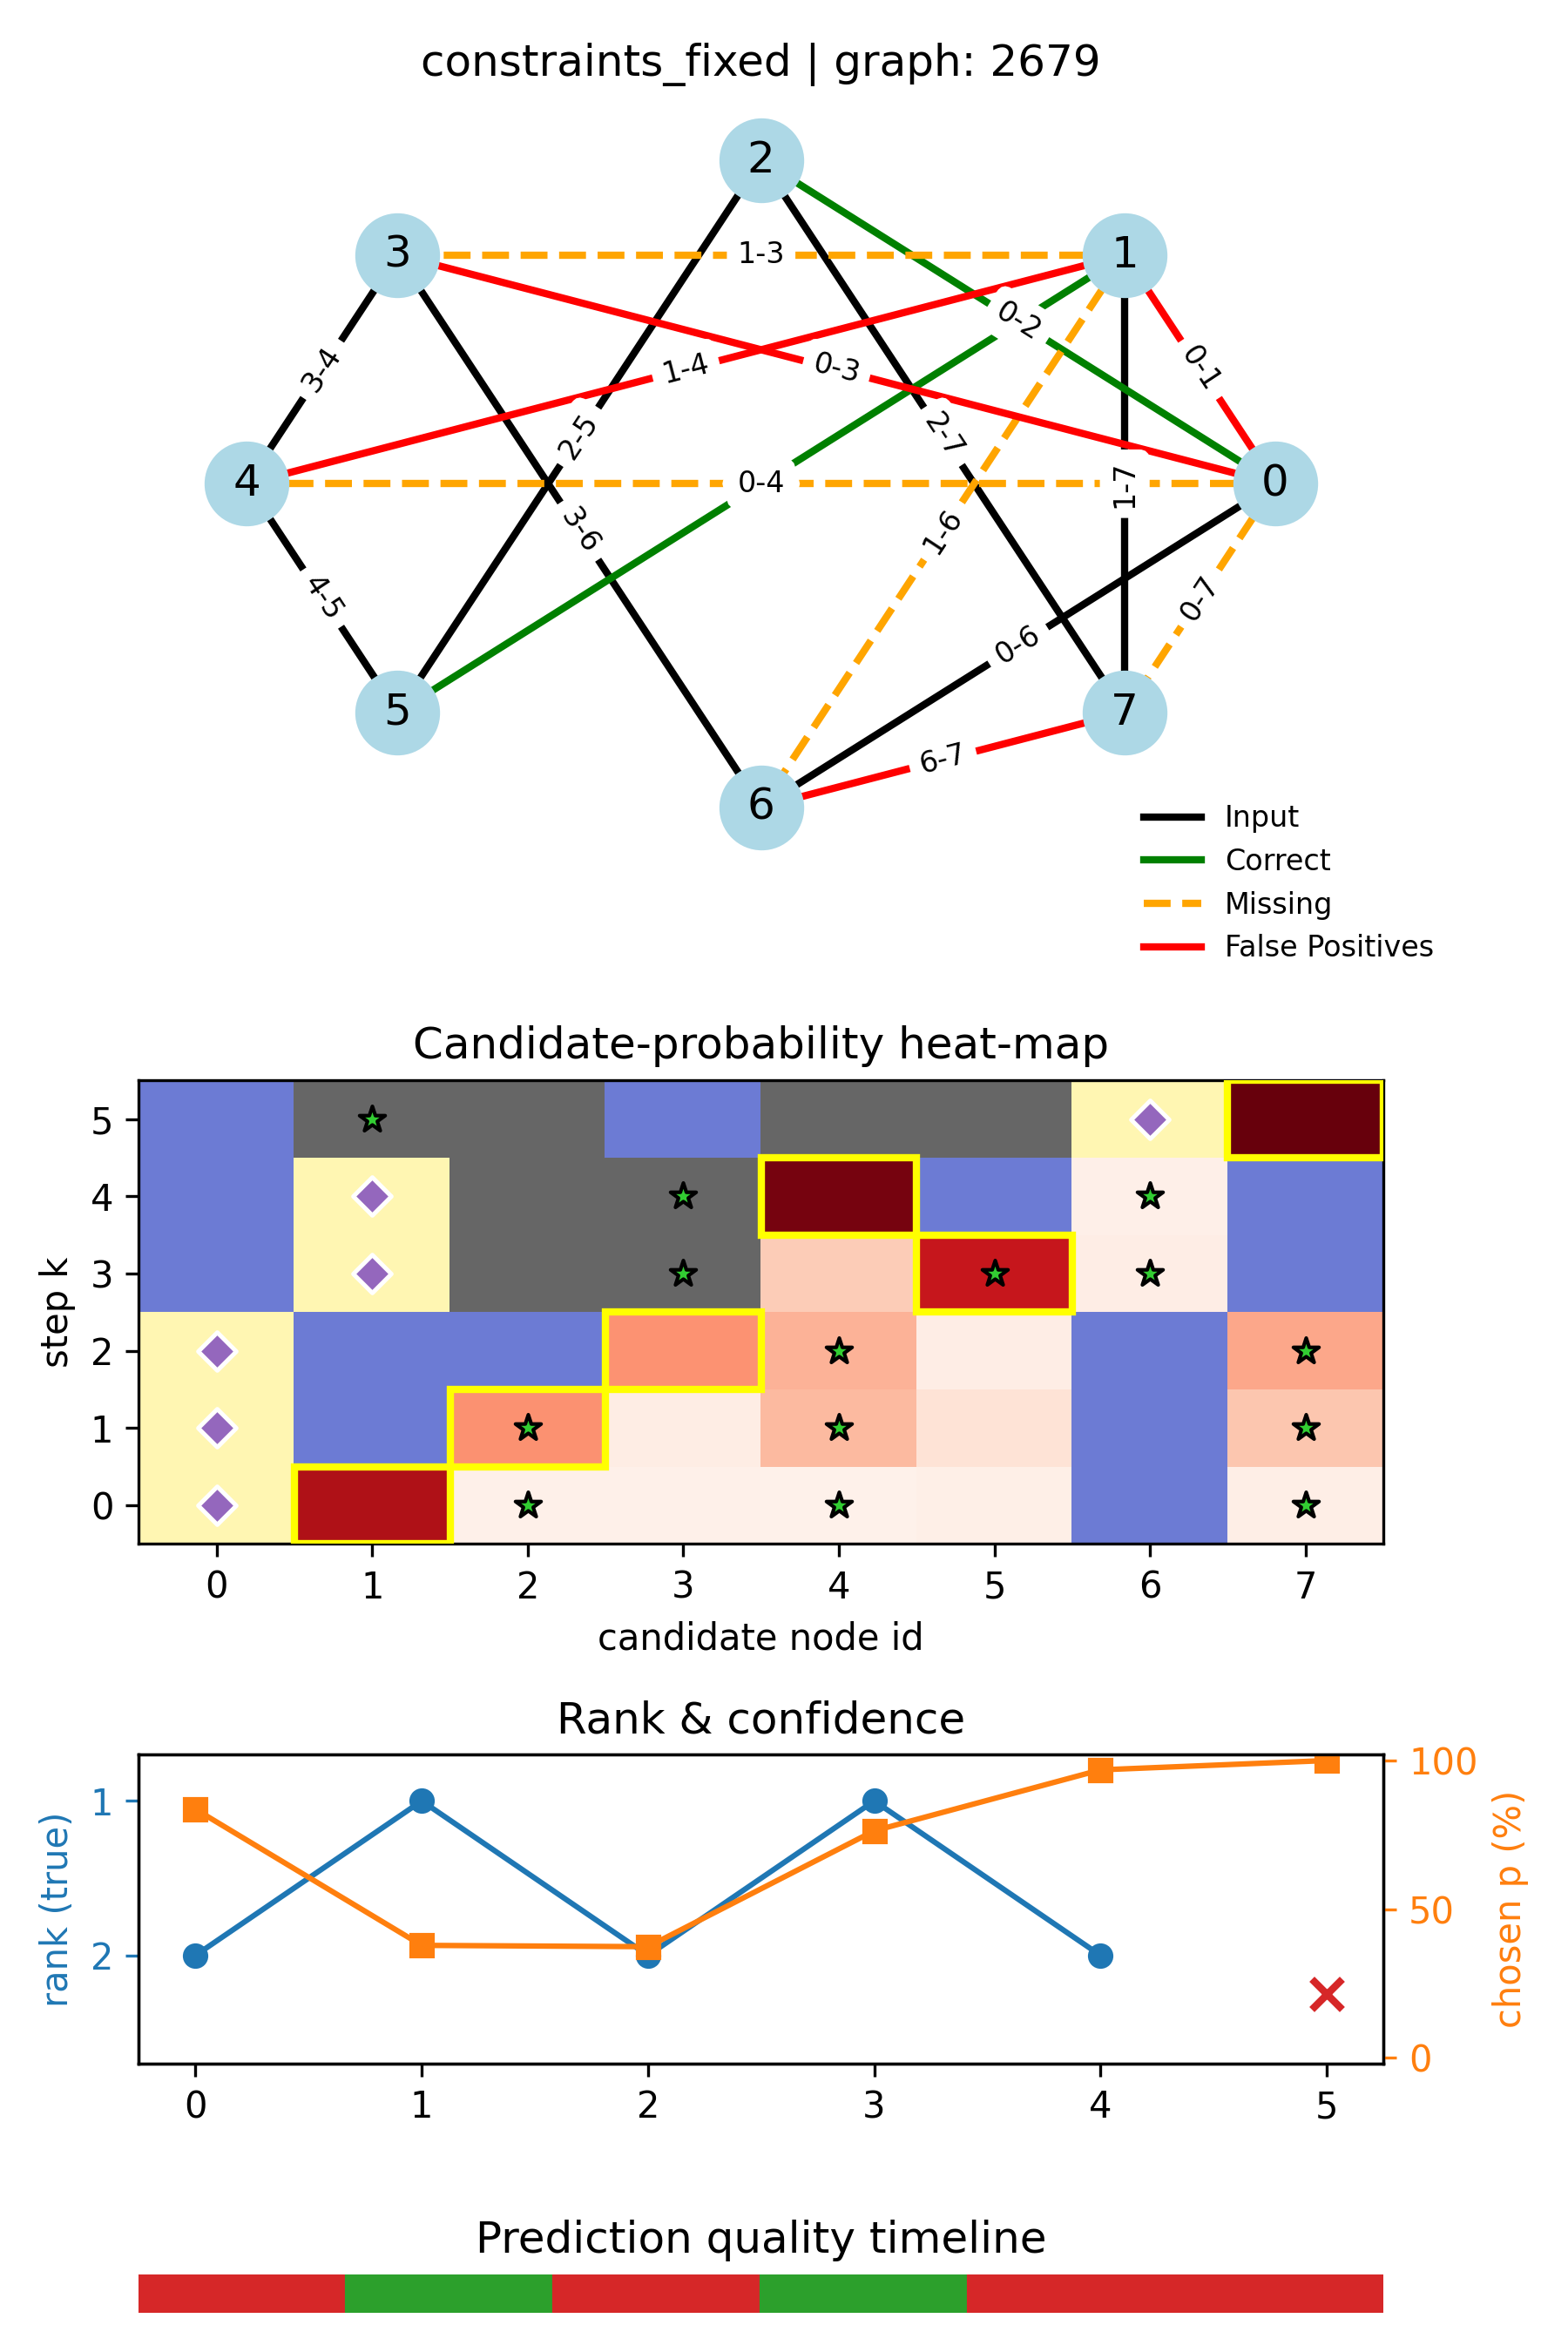 constraints_fixed | graph: 2679
2
3
1
1-3
0-2
3-4
1-4
0-3
0-1
2-5
2-7
4
0-4
1-7
0
3-6
1-6
4-5
0-7
0-6
5
7
6-7
6
Input
Correct
Missing
False Positives
Candidate-probability heat-map
step k
5
4
3
2
1
0
0 1 2 3 4 5 6 7
candidate node id
Rank & confidence
rank (true)
1
2
100
50
0
chosen p (%)
0 1 2 3 4 5
Prediction quality timeline